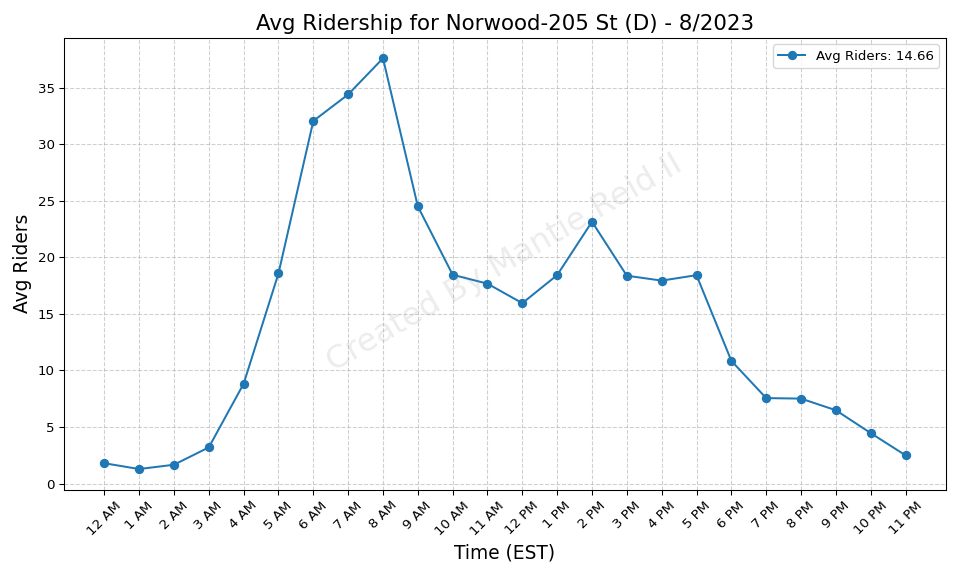 Avg Ridership for Norwood-205 St (D) - 8/2023
Avg Riders: 14.66
Avg Riders
35
30
25
20
15
10
5
0
Created By Mantie Reid II
12 AM
1 AM
2 AM
3 AM
4 AM
5 AM
6 AM
7 AM
8 AM
9 AM
10 AM
11 AM
12 PM
1 PM
2 PM
3 PM
4 PM
5 PM
6 PM
7 PM
8 PM
9 PM
10 PM
11 PM
Time (EST)